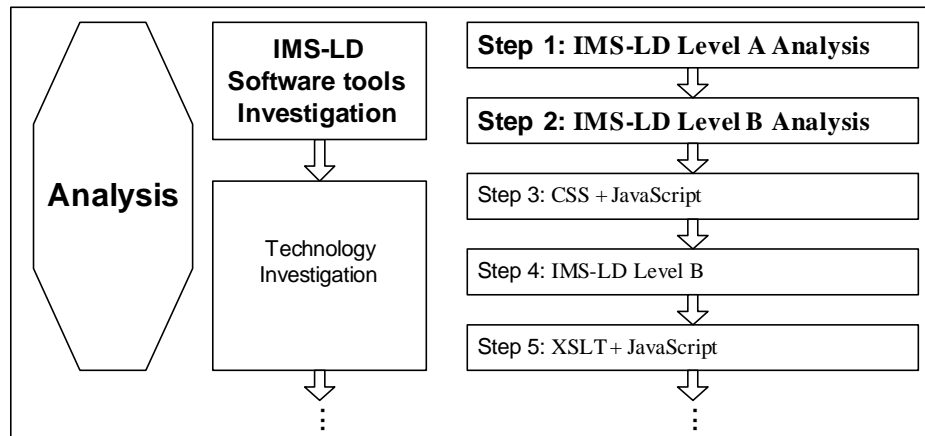 Analysis
IMS-LD
Software tools
Investigation
Technology
Investigation
⋮
Step 1: IMS-LD Level A Analysis
Step 2: IMS-LD Level B Analysis
Step 3: CSS + JavaScript
Step 4: IMS-LD Level B
Step 5: XSLT + JavaScript
⋮